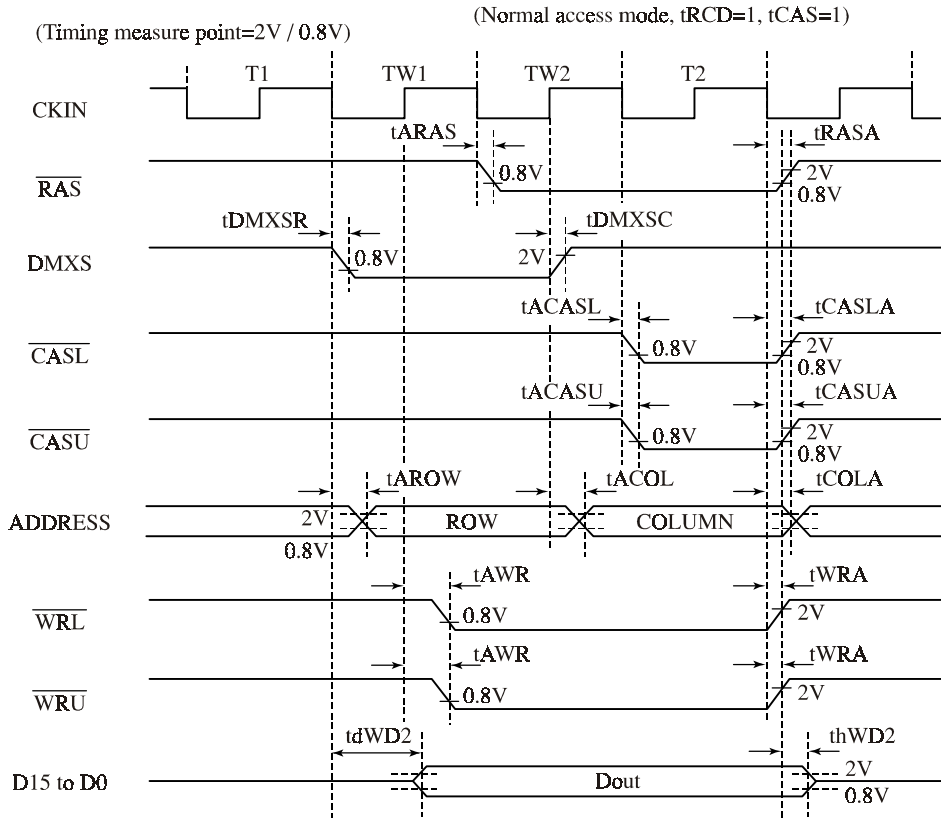 (Timing measure point=2V / 0.8V)
(Normal access mode, tRCD=1, tCAS=1)
T1 TW1 TW2 T2
CKIN
tARAS tRASA
RAS 0.8V 2V
0.8V
tDMXSR tDMXSC
DMXS 0.8V 2V
tACASL tCASLA
CASL 0.8V 2V
0.8V
tACASU tCASUA
CASU 0.8V 2V
0.8V
tAROW tACOL tCOLA
ADDRESS 2V ROW COLUMN
0.8V
tAWR tWRA
WRL 0.8V 2V
tAWR tWRA
WRU 0.8V 2V
tdWD2 thWD2
D15 to D0 Dout 2V
0.8V